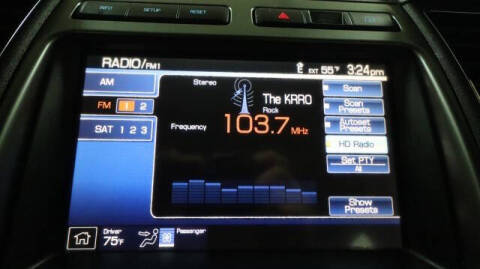 INFO SETUP RESET
RADIO/FM1
E EXT 55°F 3:24pm
AM
FM 1 2
SAT 1 2 3
Stereo
The KRRO
Rock
Frequency 103.7 MHz
Scan
Scan
Presets
Autoset
Presets
HD Radio
Set PTY
All
Show
Presets
Driver
75°F
Passenger